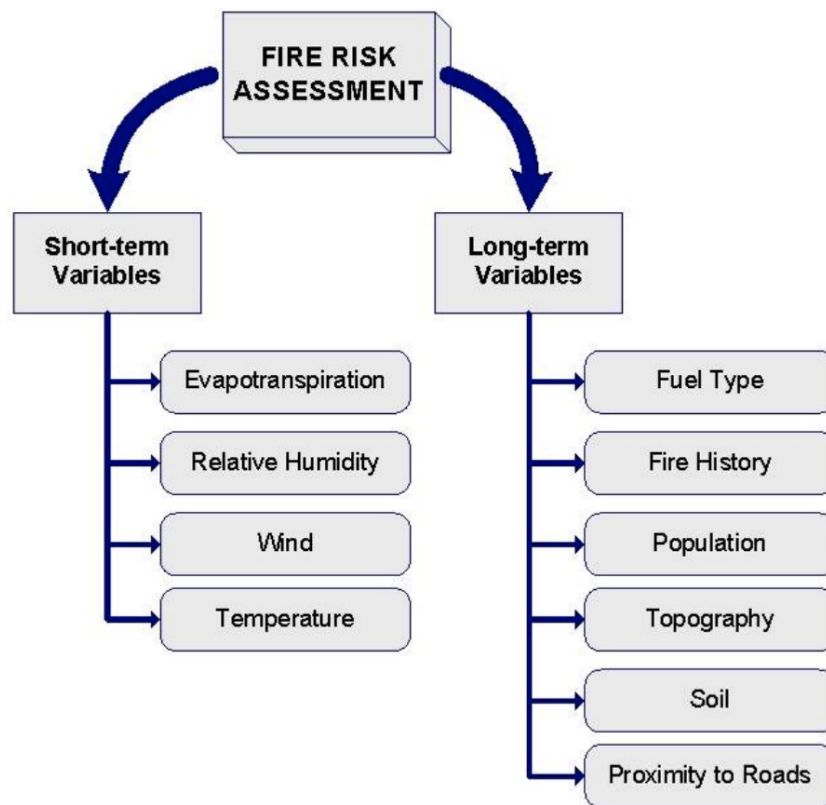 FIRE RISK
ASSESSMENT
Short-term
Variables
Evapotranspiration
Relative Humidity
Wind
Temperature
Long-term
Variables
Fuel Type
Fire History
Population
Topography
Soil
Proximity to Roads